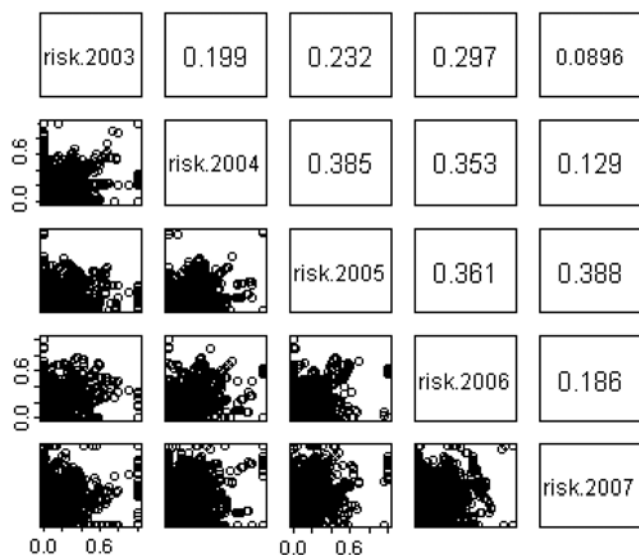 risk.2003 0.199 0.232 0.297 0.0896
0.0 0.6 risk.2004 0.385 0.353 0.129
risk.2005 0.361 0.388
0.0 0.6 risk.2006 0.186
risk.2007
0.0 0.6 0.0 0.6